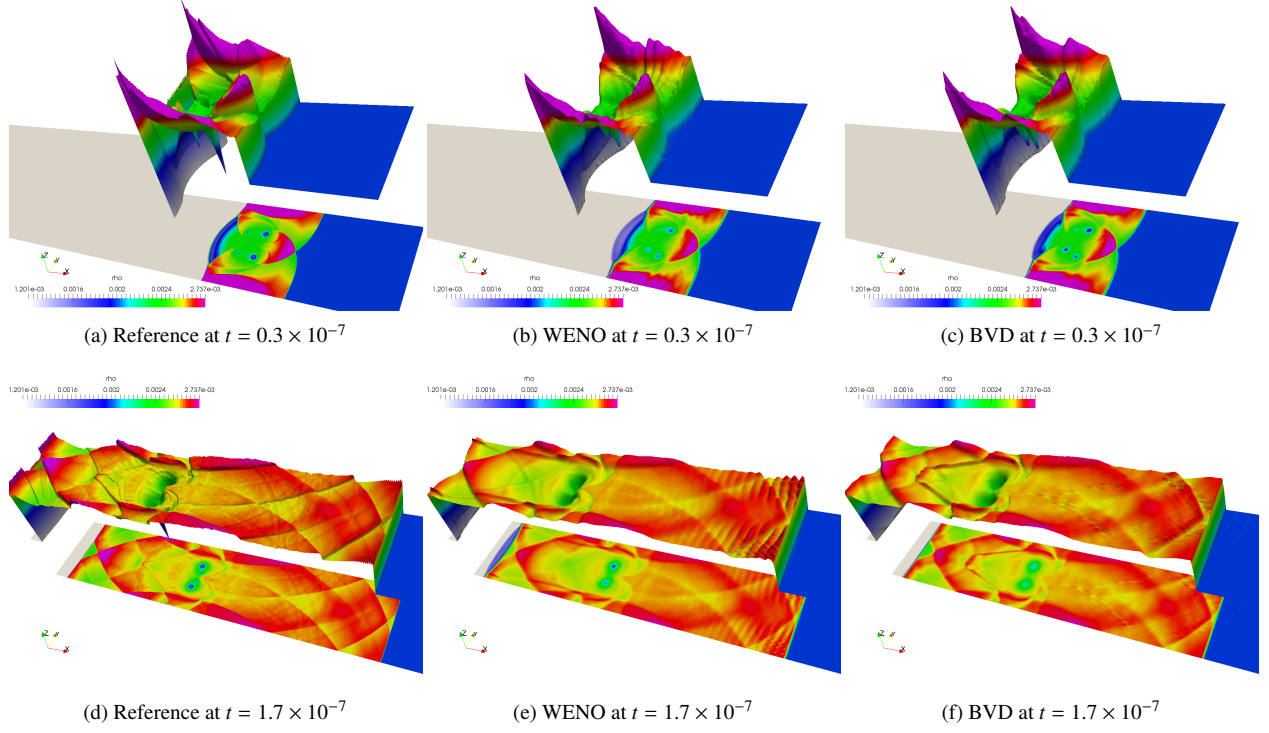 Z Y X
Z Y X
Z Y X
rho
1.201e-03 0.0016 0.002 0.0024 2.737e-03
rho
1.201e-03 0.0016 0.002 0.0024 2.737e-03
rho
1.201e-03 0.0016 0.002 0.0024 2.737e-03
(a) Reference at t = 0.3 × 10⁻⁷
(b) WENO at t = 0.3 × 10⁻⁷
(c) BVD at t = 0.3 × 10⁻⁷
rho
1.201e-03 0.0016 0.002 0.0024 2.737e-03
rho
1.201e-03 0.0016 0.002 0.0024 2.737e-03
rho
1.201e-03 0.0016 0.002 0.0024 2.737e-03
Z Y X
Z Y X
Z Y X
(d) Reference at t = 1.7 × 10⁻⁷
(e) WENO at t = 1.7 × 10⁻⁷
(f) BVD at t = 1.7 × 10⁻⁷